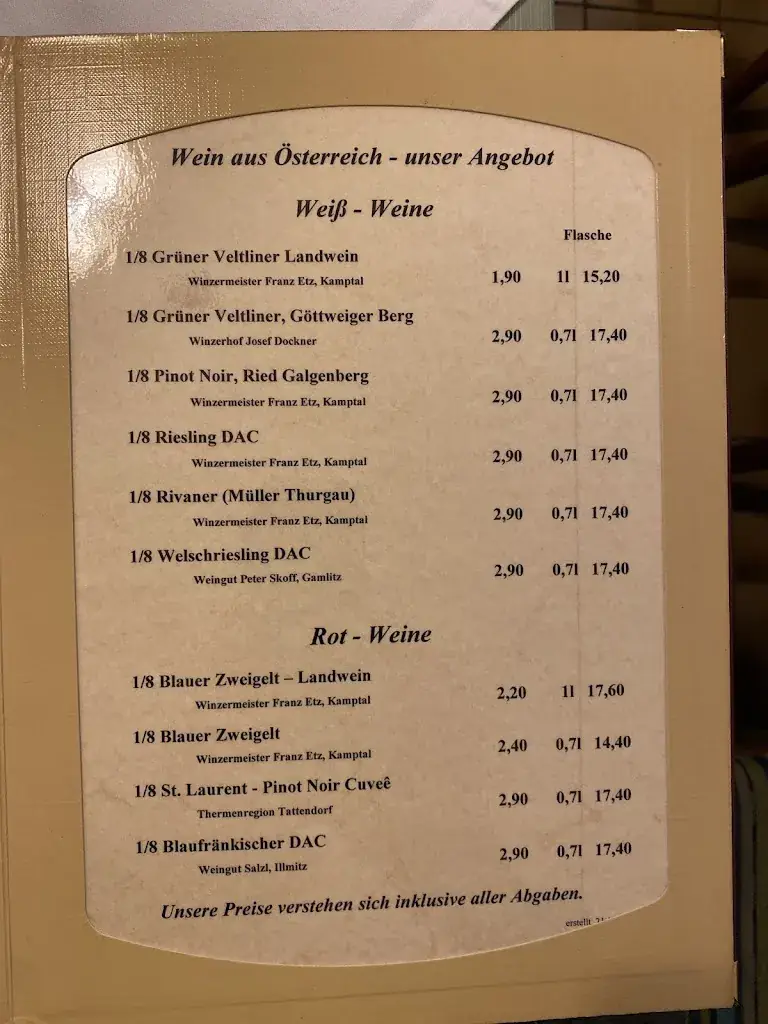 Wein aus Österreich - unser Angebot
Weiß - Weine
Flasche
1/8 Grüner Veltliner Landwein
Winzermeister Franz Etz, Kamptal 1,90 1l 15,20
1/8 Grüner Veltliner, Göttweiger Berg
Winzerhof Josef Dockner 2,90 0,7l 17,40
1/8 Pinot Noir, Ried Galgenberg
Winzermeister Franz Etz, Kamptal 2,90 0,7l 17,40
1/8 Riesling DAC
Winzermeister Franz Etz, Kamptal 2,90 0,7l 17,40
1/8 Rivaner (Müller Thurgau)
Winzermeister Franz Etz, Kamptal 2,90 0,7l 17,40
1/8 Welschriesling DAC
Weingut Peter Skoff, Gamlitz 2,90 0,7l 17,40
Rot - Weine
1/8 Blauer Zweigelt – Landwein
Winzermeister Franz Etz, Kamptal 2,20 1l 17,60
1/8 Blauer Zweigelt
Winzermeister Franz Etz, Kamptal 2,40 0,7l 14,40
1/8 St. Laurent - Pinot Noir Cuveê
Thermenregion Tattendorf 2,90 0,7l 17,40
1/8 Blaufränkischer DAC
Weingut Salzl, Illmitz 2,90 0,7l 17,40
Unsere Preise verstehen sich inklusive aller Abgaben.
erstellt